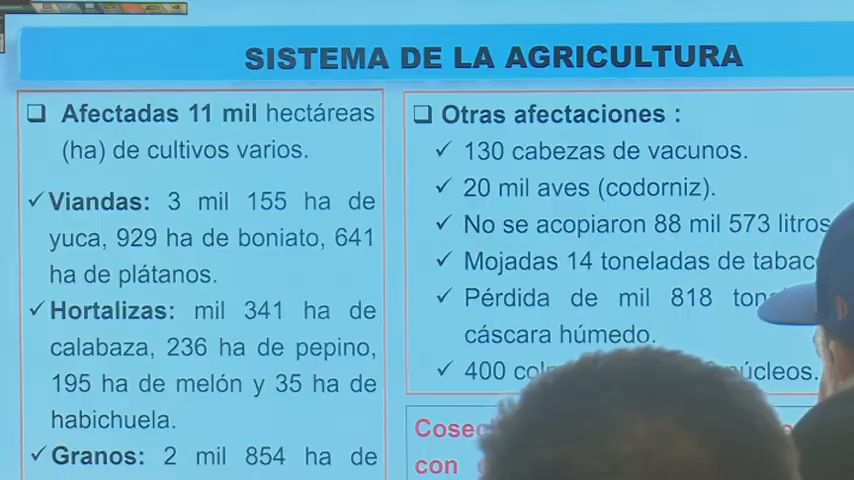 SISTEMA DE LA AGRICULTURA
❑ Afectadas 11 mil hectáreas
(ha) de cultivos varios.
✓ Viandas: 3 mil 155 ha de
yuca, 929 ha de boniato, 641
ha de plátanos.
✓ Hortalizas: mil 341 ha de
calabaza, 236 ha de pepino,
195 ha de melón y 35 ha de
habichuela.
✓ Granos: 2 mil 854 ha de
❑ Otras afectaciones :
✓ 130 cabezas de vacunos.
✓ 20 mil aves (codorniz).
✓ No se acopiaron 88 mil 573 litros
✓ Mojadas 14 toneladas de
✓ Pérdida de mil 818
cáscara húmedo.
✓ 400
con